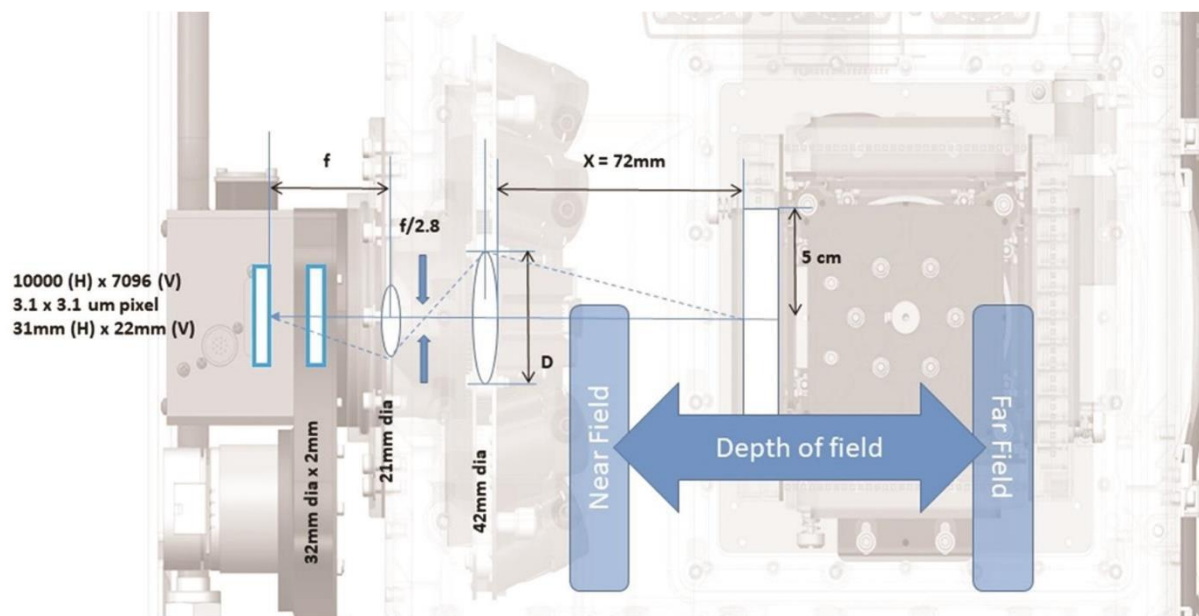 f
X = 72mm
f/2.8
5 cm
10000 (H) x 7096 (V)
3.1 x 3.1 um pixel
31mm (H) x 22mm (V)
D
32mm dia x 2mm
21mm dia
42mm dia
Near Field
Depth of field
Far Field